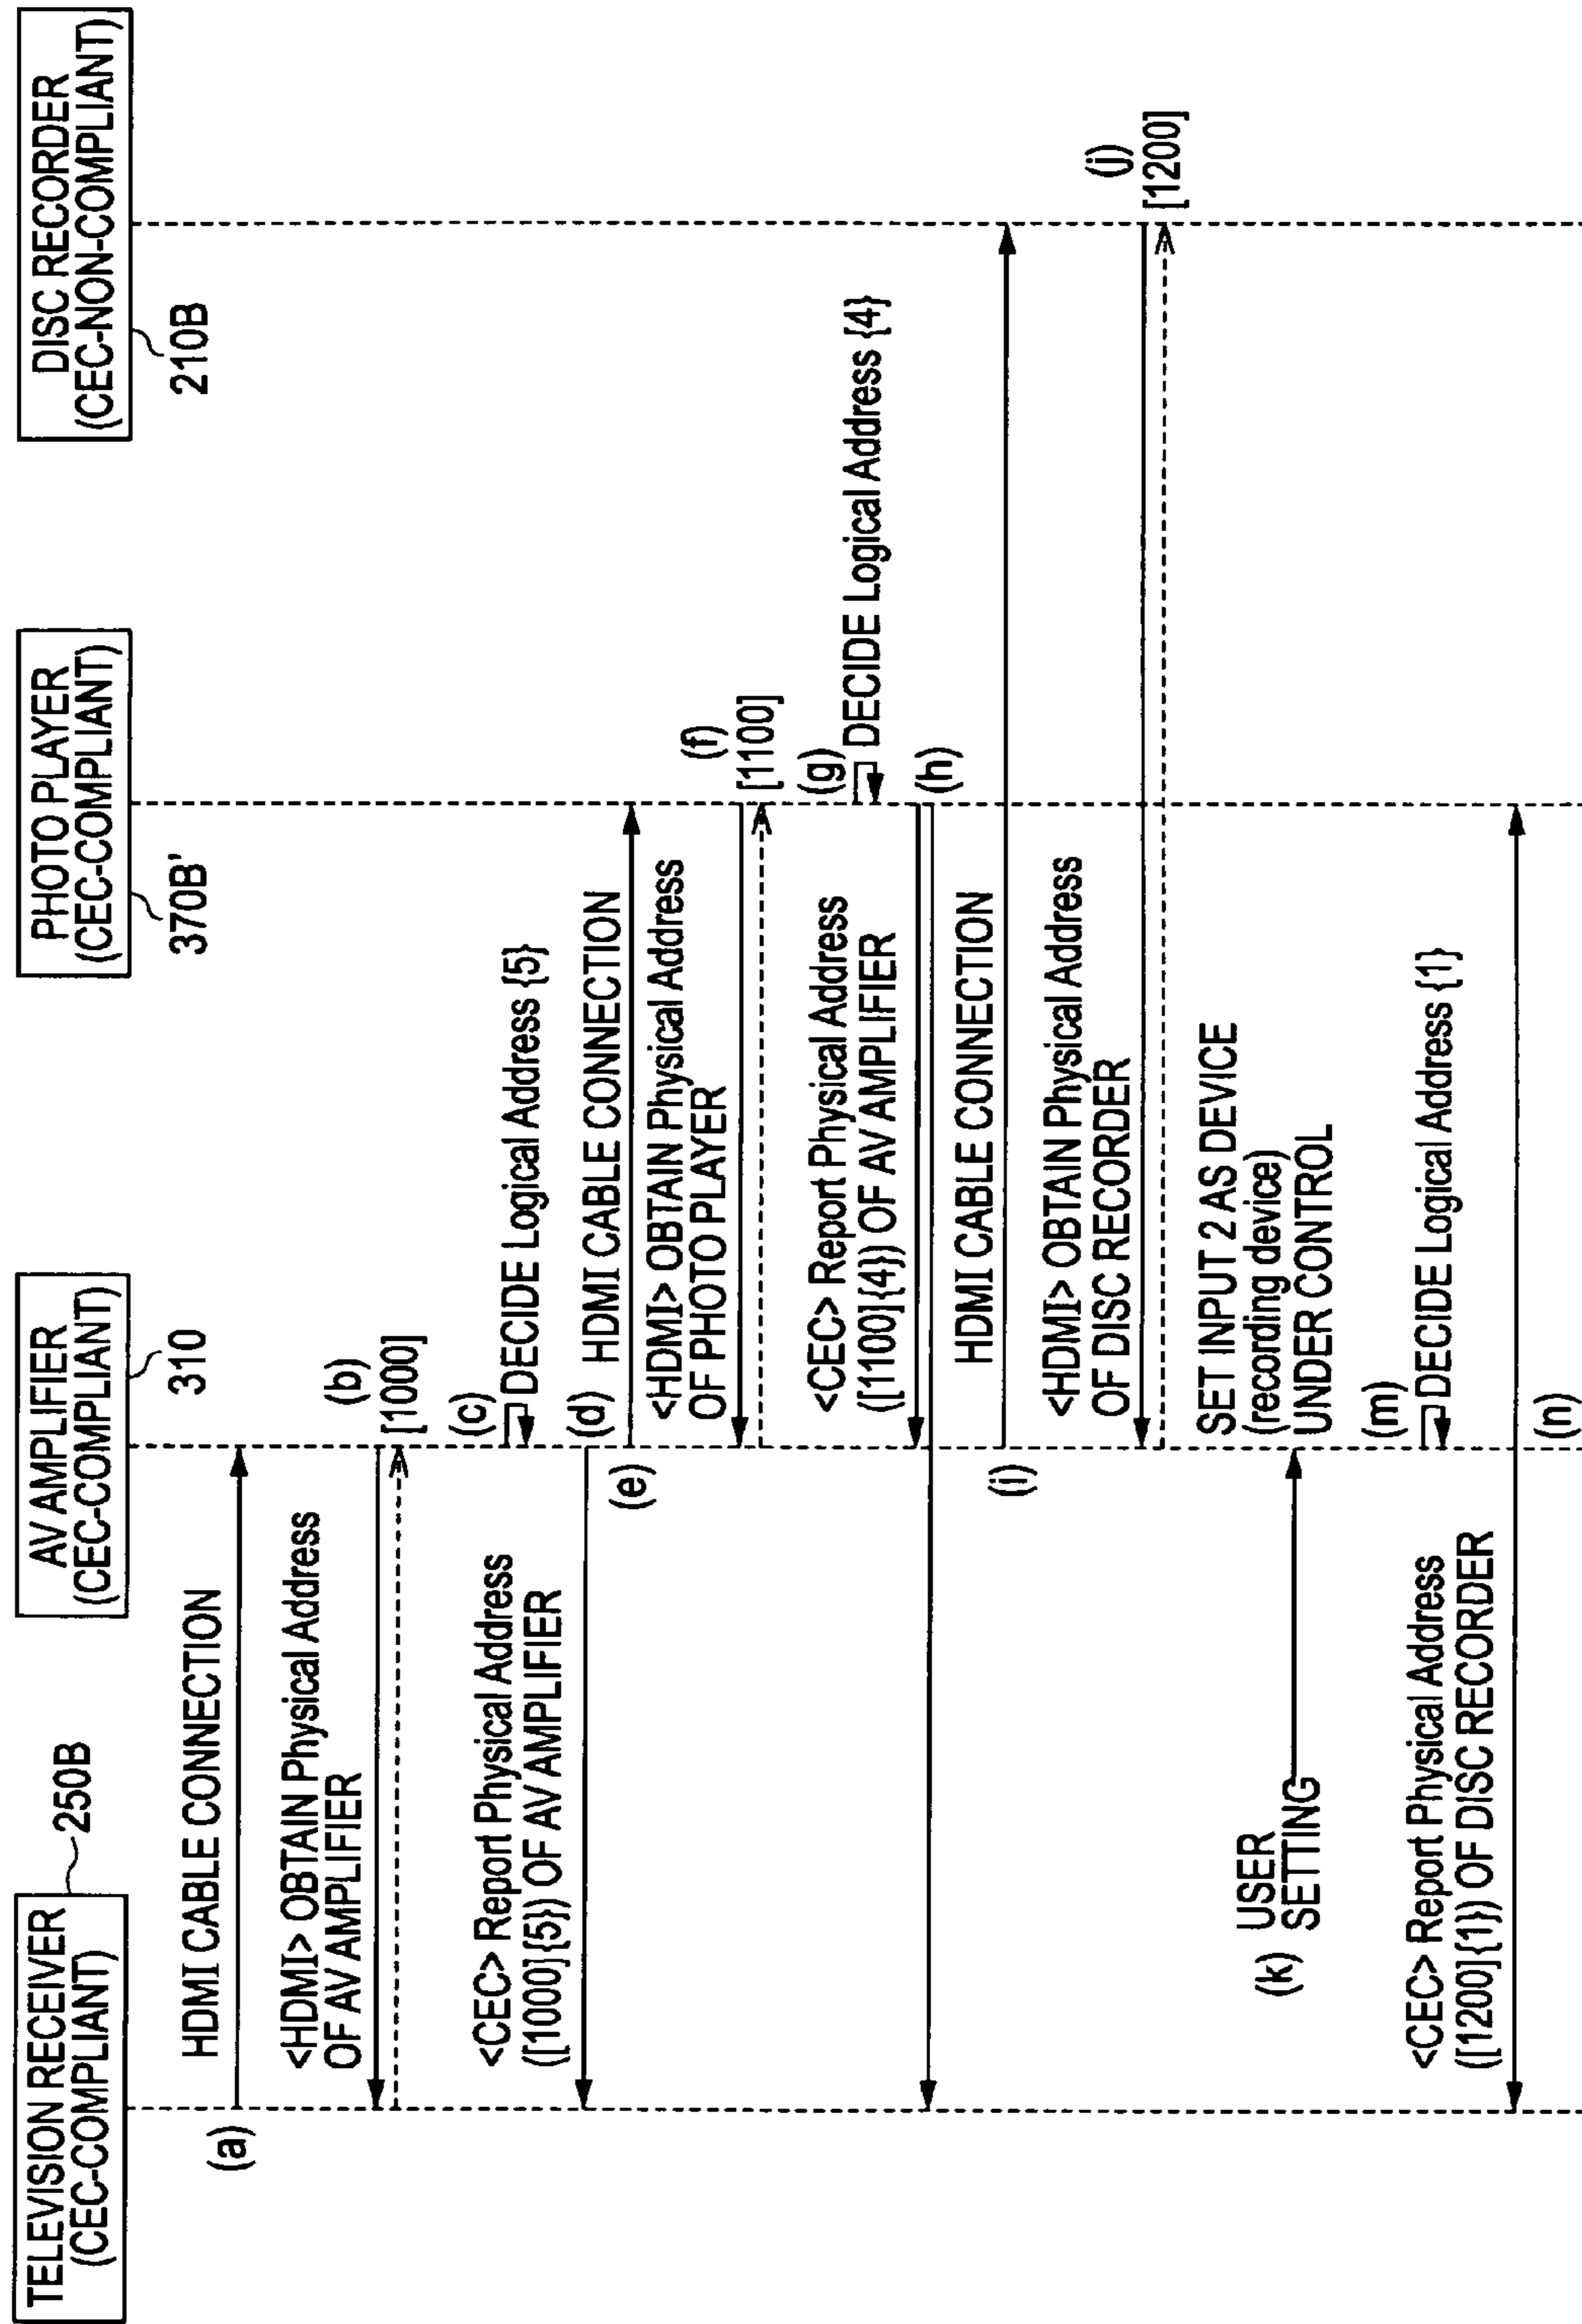 TELEVISION RECEIVER
(CEC-COMPLIANT)
250B
AV AMPLIFIER
(CEC-COMPLIANT)
310
PHOTO PLAYER
(CEC-COMPLIANT)
370B'
DISC RECORDER
(CEC-NON-COMPLIANT)
210B
(a)
HDMI CABLE CONNECTION
<HDMI> OBTAIN Physical Address
OF AV AMPLIFIER
(b)
[1000]
(c)
DECIDE Logical Address {5}
<CEC> Report Physical Address
([1000]{5}) OF AV AMPLIFIER
(d)
(e)
HDMI CABLE CONNECTION
<HDMI> OBTAIN Physical Address
OF PHOTO PLAYER
(f)
[1100]
(g)
DECIDE Logical Address {4}
<CEC> Report Physical Address
([1100]{4}) OF AV AMPLIFIER
(h)
(i)
HDMI CABLE CONNECTION
<HDMI> OBTAIN Physical Address
OF DISC RECORDER
(j)
[1200]
(k) USER
SETTING
SET INPUT 2 AS DEVICE
(recording device)
UNDER CONTROL
(m)
DECIDE Logical Address {1}
<CEC> Report Physical Address
([1200]{1}) OF DISC RECORDER
(n)